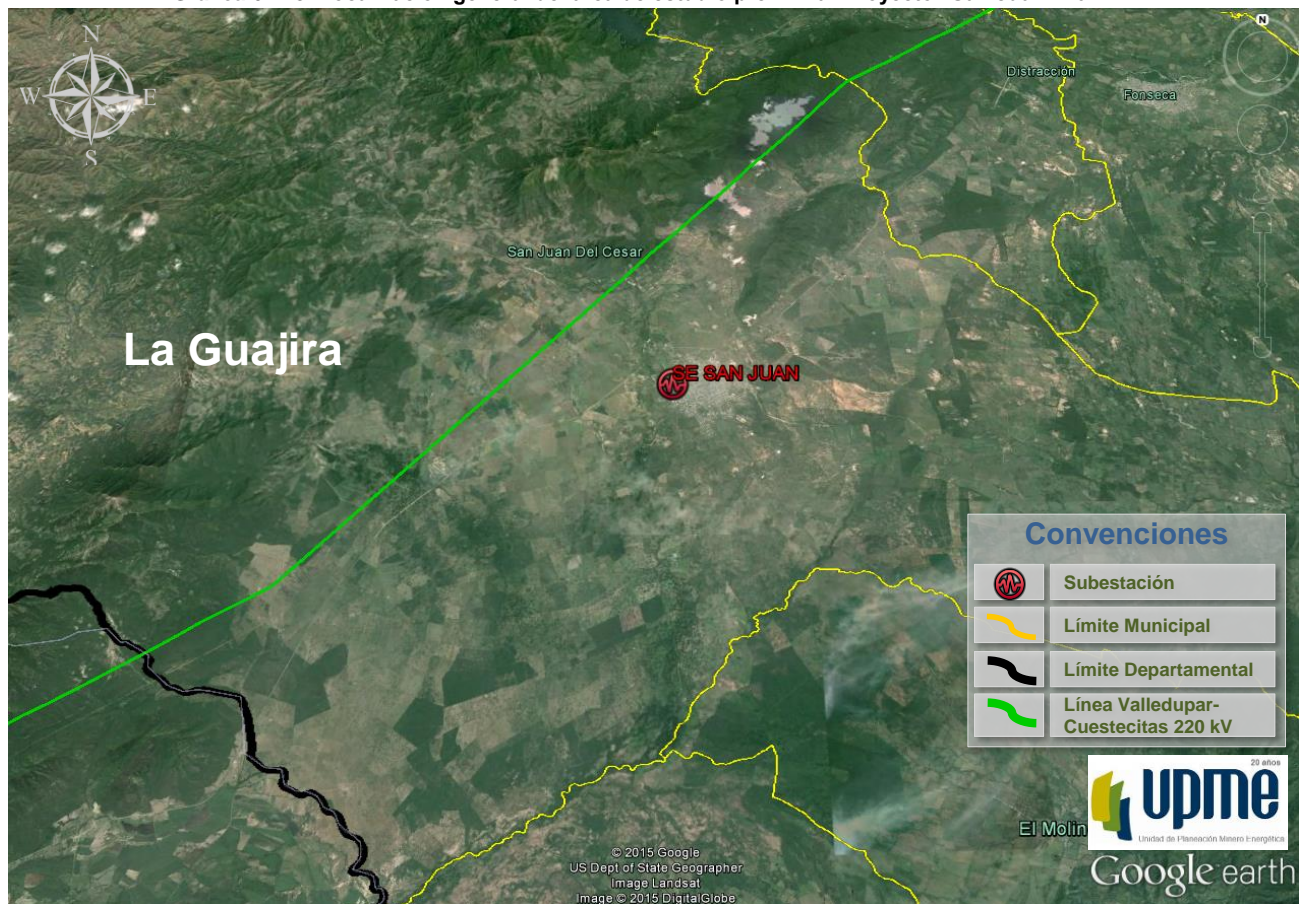 N
W
E
S
N
Distracción
Fonseca
San Juan Del Cesar
La Guajira
SE SAN JUAN
Convenciones
Subestación
Límite Municipal
Límite Departamental
Línea Valledupar-
Cuestecitas 220 kV
20 años
upme
Unidad de Planeación Minero Energética
El Molin
© 2015 Google
US Dept of State Geographer
Image Landsat
Image © 2015 DigitalGlobe
Google earth